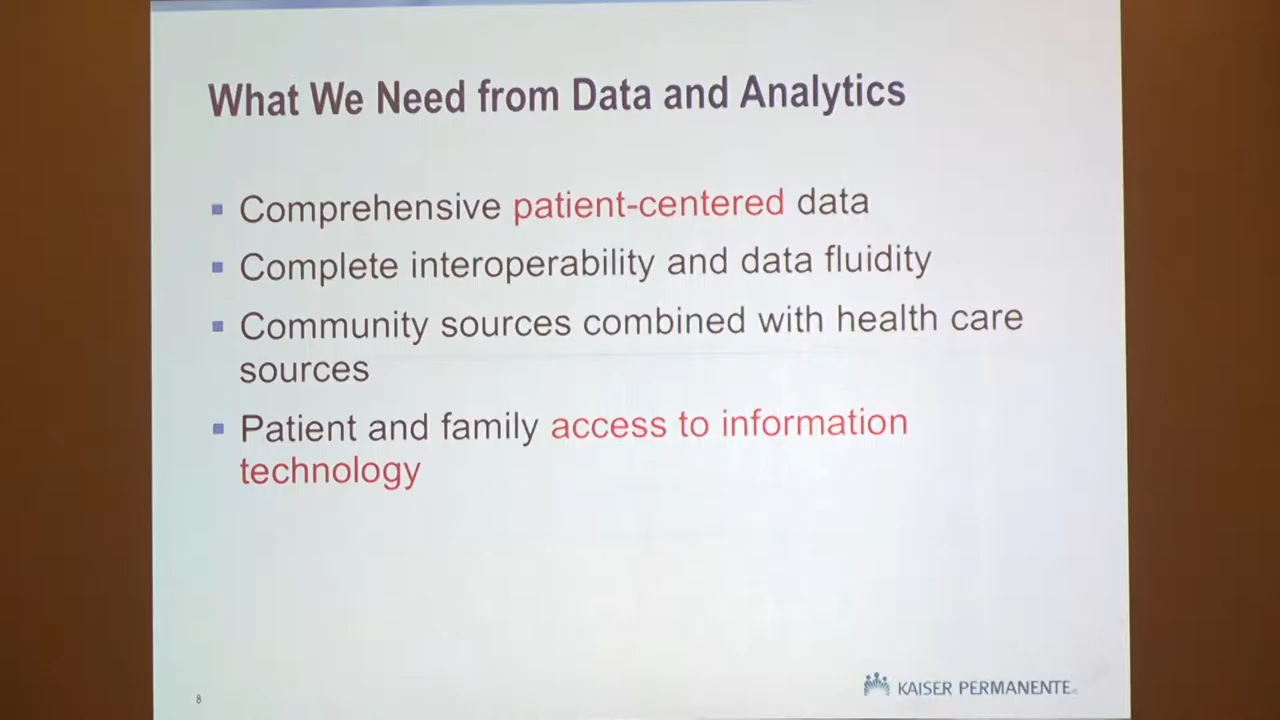 What We Need from Data and Analytics
Comprehensive patient-centered data
Complete interoperability and data fluidity
Community sources combined with health care
sources
Patient and family access to information
technology
8
KAISER PERMANENTE